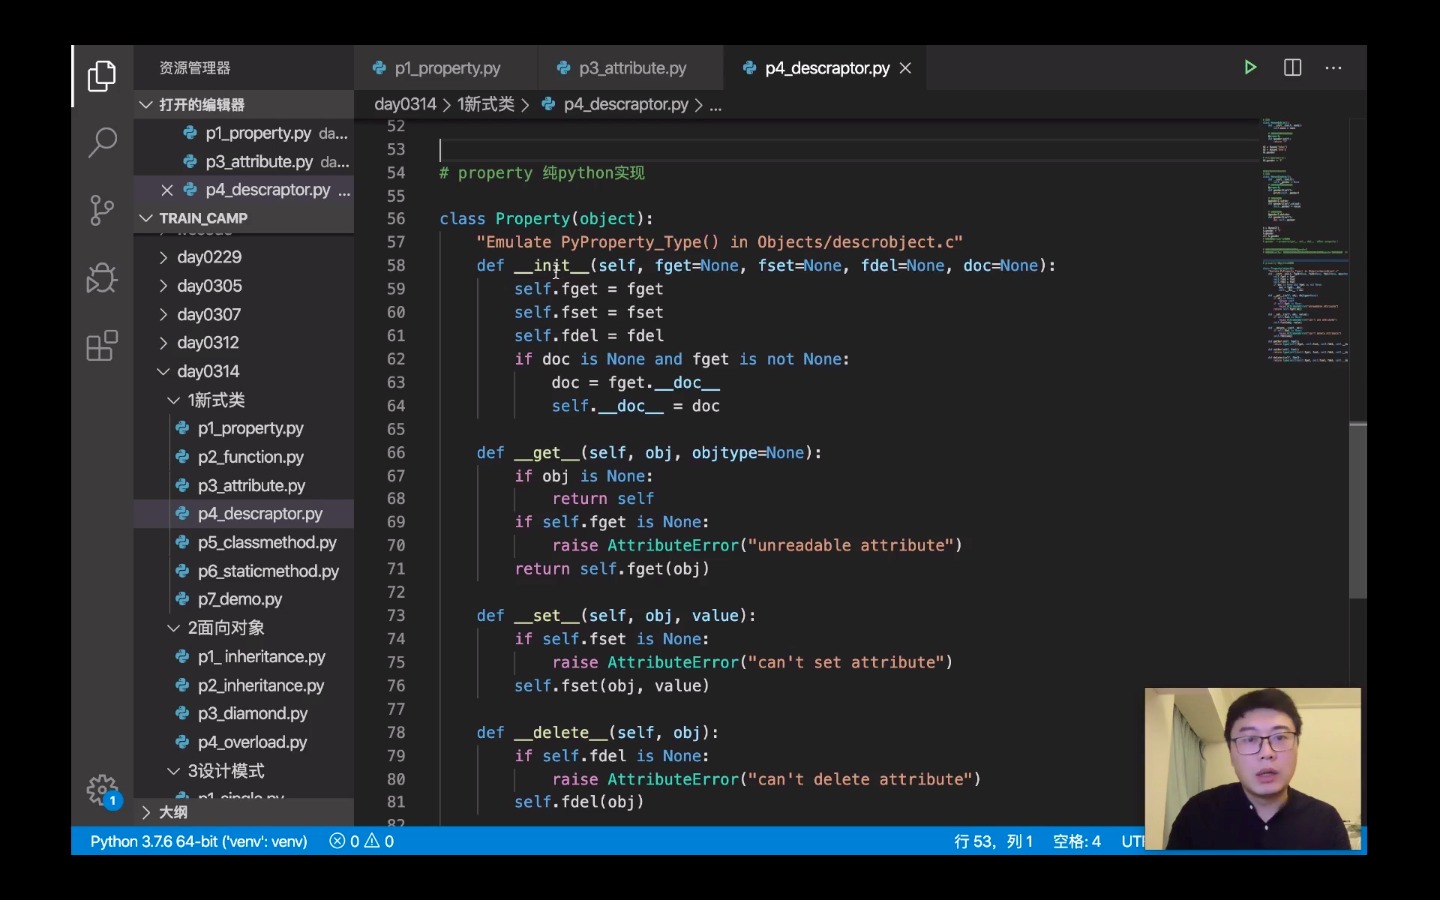 资源管理器
打开的编辑器
p1_property.py da...
p3_attribute.py da...
p4_descraptor.py ...
TRAIN_CAMP
day0229
day0305
day0307
day0312
day0314
1新式类
p1_property.py
p2_function.py
p3_attribute.py
p4_descraptor.py
p5_classmethod.py
p6_staticmethod.py
p7_demo.py
2面向对象
p1_ inheritance.py
p2_inheritance.py
p3_diamond.py
p4_overload.py
3设计模式
p1_single.py
大纲
1
p1_property.py
p3_attribute.py
p4_descraptor.py
day0314 > 1新式类 > p4_descraptor.py > ...
52
53
54 # property 纯python实现
55
56 class Property(object):
57 "Emulate PyProperty_Type() in Objects/descrobject.c"
58 def __init__(self, fget=None, fset=None, fdel=None, doc=None):
59 self.fget = fget
60 self.fset = fset
61 self.fdel = fdel
62 if doc is None and fget is not None:
63 doc = fget.__doc__
64 self.__doc__ = doc
65
66 def __get__(self, obj, objtype=None):
67 if obj is None:
68 return self
69 if self.fget is None:
70 raise AttributeError("unreadable attribute")
71 return self.fget(obj)
72
73 def __set__(self, obj, value):
74 if self.fset is None:
75 raise AttributeError("can't set attribute")
76 self.fset(obj, value)
77
78 def __delete__(self, obj):
79 if self.fdel is None:
80 raise AttributeError("can't delete attribute")
81 self.fdel(obj)
82
Python 3.7.6 64-bit ('venv': venv) 0 0 行 53，列 1 空格: 4 UTF